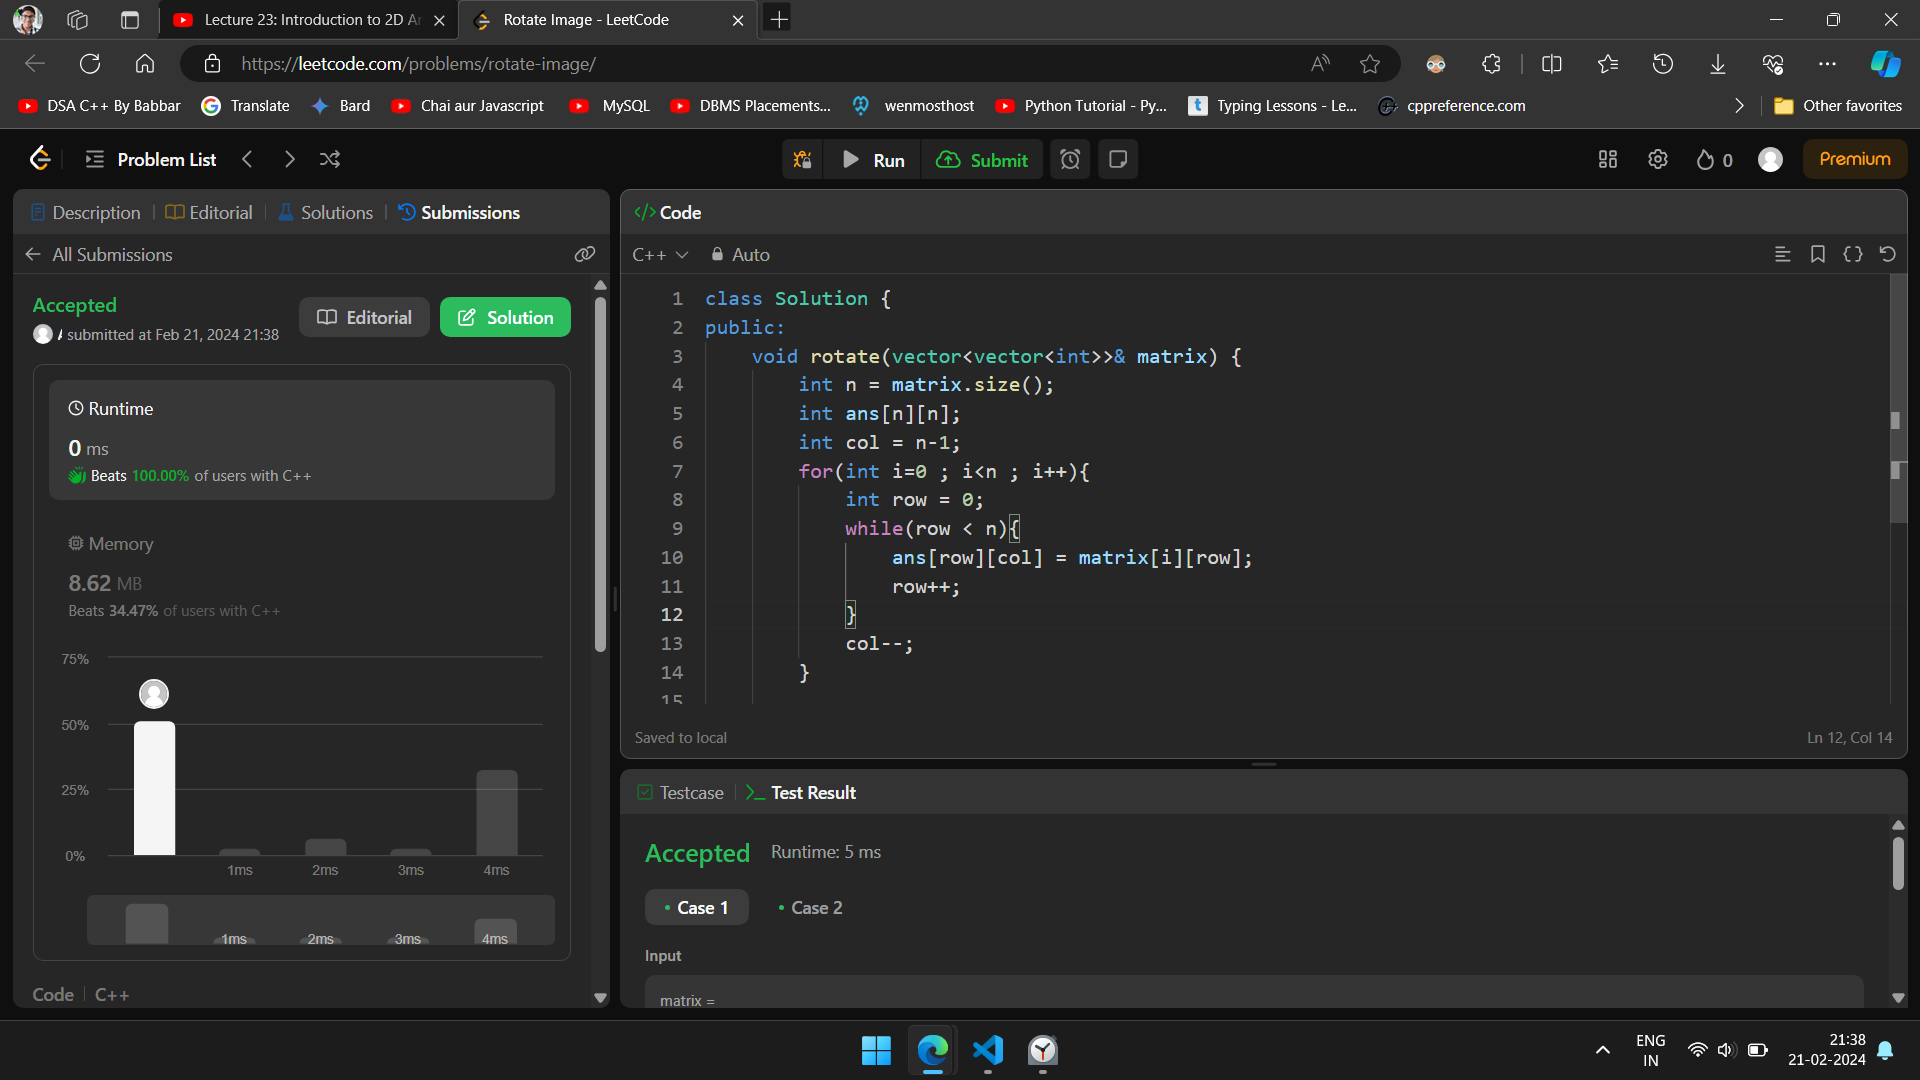 Lecture 23: Introduction to 2D Ar
Rotate Image - LeetCode
https://leetcode.com/problems/rotate-image/
DSA C++ By Babbar
Translate
Bard
Chai aur Javascript
MySQL
DBMS Placements...
wenmosthost
Python Tutorial - Py...
Typing Lessons - Le...
cppreference.com
Other favorites
Problem List
Run
Submit
0
Premium
Description
Editorial
Solutions
Submissions
All Submissions
Accepted
submitted at Feb 21, 2024 21:38
Editorial
Solution
Runtime
0 ms
Beats 100.00% of users with C++
Memory
8.62 MB
Beats 34.47% of users with C++
75%
50%
25%
0%
1ms 2ms 3ms 4ms
1ms 2ms 3ms 4ms
Code C++
Code
C++ Auto
1 class Solution {
2 public:
3 void rotate(vector<vector<int>>& matrix) {
4 int n = matrix.size();
5 int ans[n][n];
6 int col = n-1;
7 for(int i=0 ; i<n ; i++){
8 int row = 0;
9 while(row < n){
10 ans[row][col] = matrix[i][row];
11 row++;
12 }
13 col--;
14 }
15
Saved to local
Ln 12, Col 14
Testcase
Test Result
Accepted Runtime: 5 ms
Case 1
Case 2
Input
matrix =
ENG
IN
21:38
21-02-2024